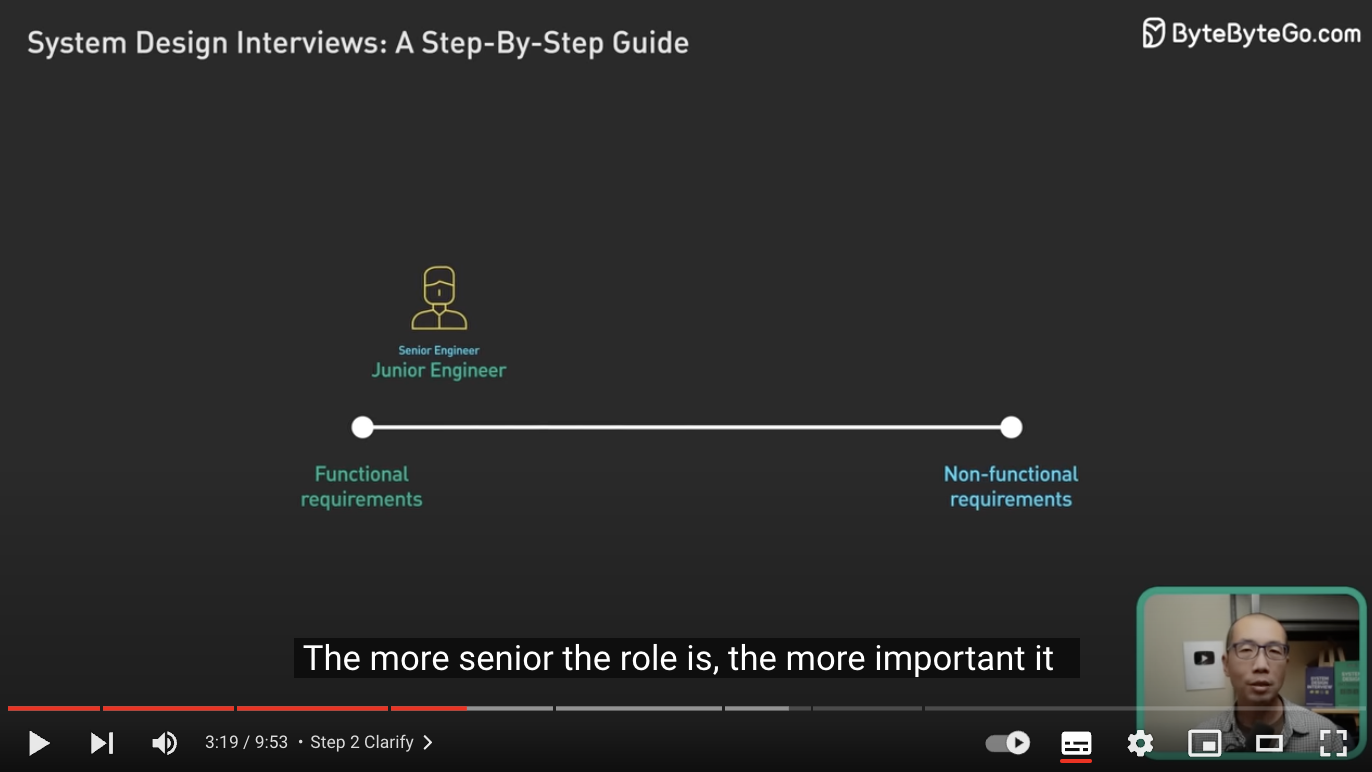 System Design Interviews: A Step-By-Step Guide
ByteByteGo.com
Senior Engineer
Junior Engineer
Functional
requirements
Non-functional
requirements
The more senior the role is, the more important it
3:19 / 9:53 • Step 2 Clarify